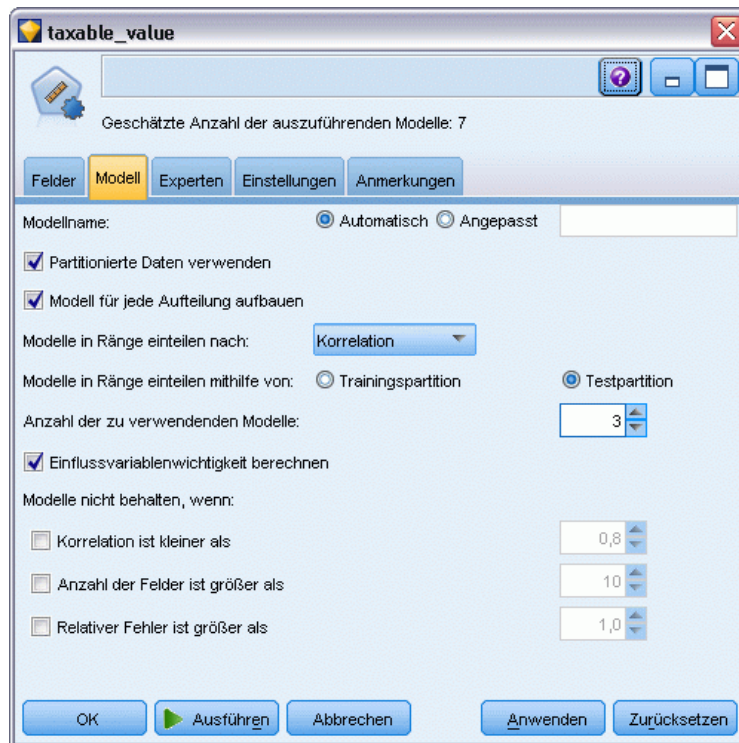 taxable_value
Geschätzte Anzahl der auszuführenden Modelle: 7
Felder Modell Experten Einstellungen Anmerkungen
Modellname: Automatisch Angepasst
Partitionierte Daten verwenden
Modell für jede Aufteilung aufbauen
Modelle in Ränge einteilen nach: Korrelation
Modelle in Ränge einteilen mithilfe von: Trainingspartition Testpartition
Anzahl der zu verwendenden Modelle: 3
Einflussvariablenwichtigkeit berechnen
Modelle nicht behalten, wenn:
Korrelation ist kleiner als 0,8
Anzahl der Felder ist größer als 10
Relativer Fehler ist größer als 1,0
OK Ausführen Abbrechen Anwenden Zurücksetzen